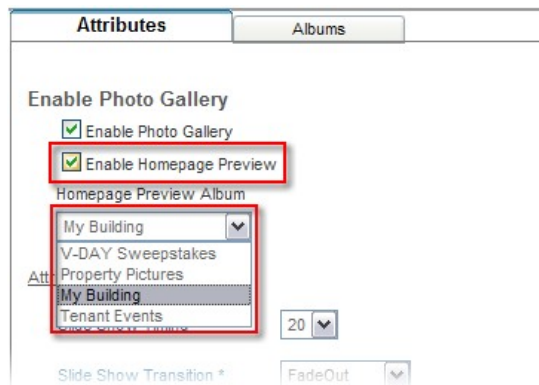 Attributes
Albums
Enable Photo Gallery
Enable Photo Gallery
Enable Homepage Preview
Homepage Preview Album
My Building
V-DAY Sweepstakes
Property Pictures
My Building
Tenant Events
20
Slide Show Transition *
FadeOut